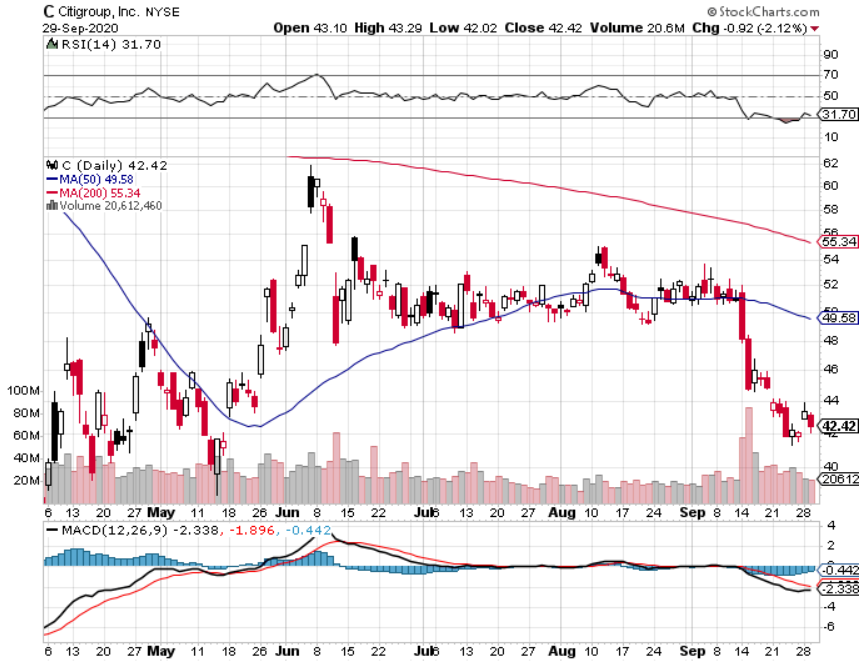 C Citigroup, Inc. NYSE © StockCharts.com
29-Sep-2020 Open 43.10 High 43.29 Low 42.02 Close 42.42 Volume 20.6M Chg -0.92 (-2.12%)
RSI(14) 31.70
90
70
50
31.70
10
C (Daily) 42.42
MA(50) 49.58
MA(200) 55.34
Volume 20,612,460
62
60
58
56
55.34
54
52
50
49.58
48
46
44
42.42
42
40
100M
80M
60M
40M
20M
20612
6 13 20 May 11 18 26 Jun 8 15 22 Jul 6 13 20 27 Aug 10 17 24 Sep 8 14 21 28
MACD(12,26,9) -2.338, -1.896, -0.442
4
2
0
-0.442
-2.338
-4
-6
6 13 20 27 May 11 18 26 Jun 8 15 22 Jul 6 13 20 27 Aug 10 17 24 Sep 8 14 21 28